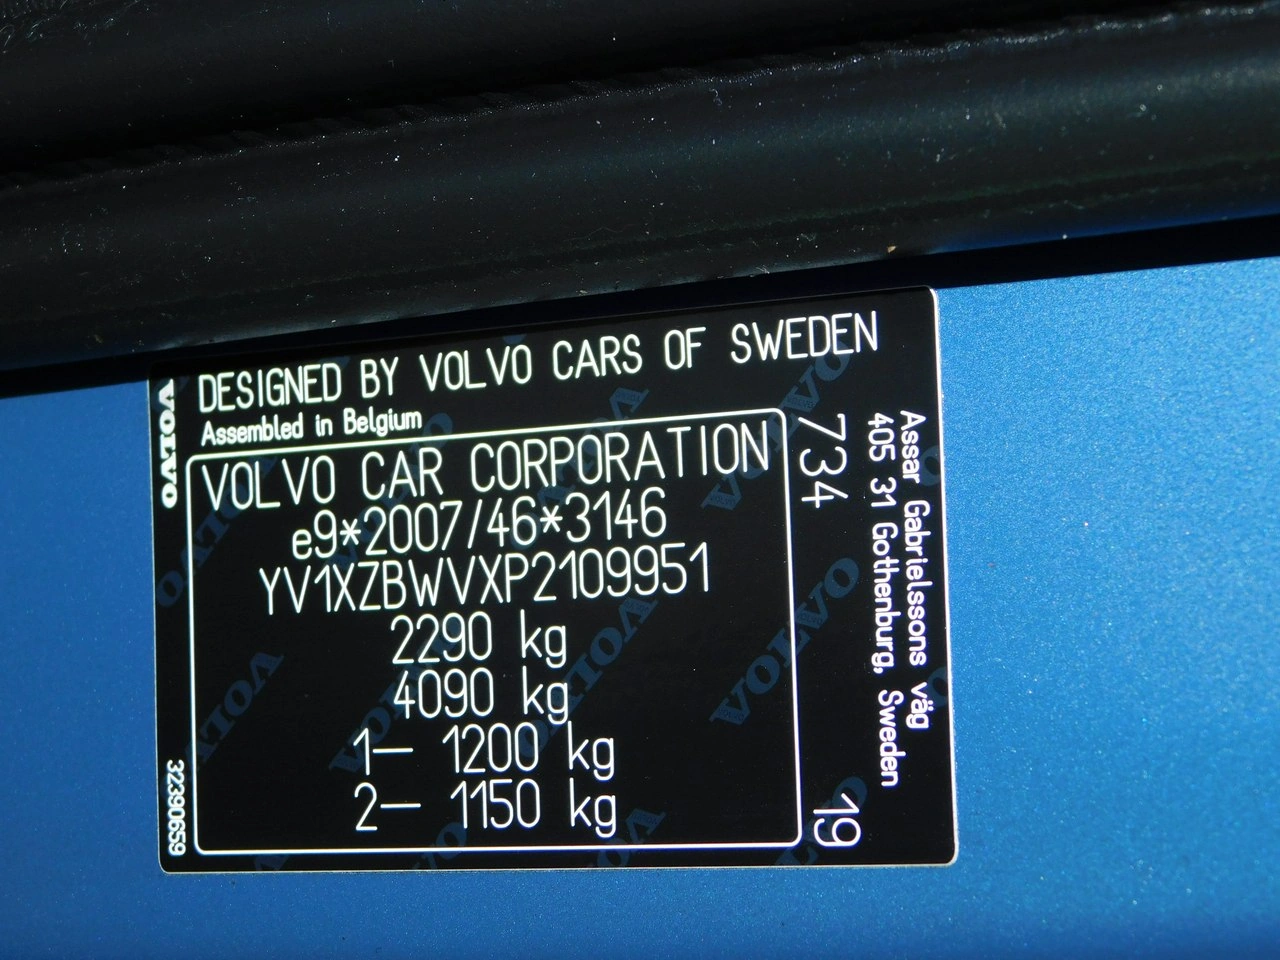 DESIGNED BY VOLVO CARS OF SWEDEN
Assembled in Belgium
VOLVO CAR CORPORATION
e9*2007/46*3146
YV1XZBWVXP2109951
2290 kg
4090 kg
1— 1200 kg
2— 1150 kg
734
19
Assar Gabrielssons väg
405 31 Gothenburg, Sweden
VOLVO
32390659